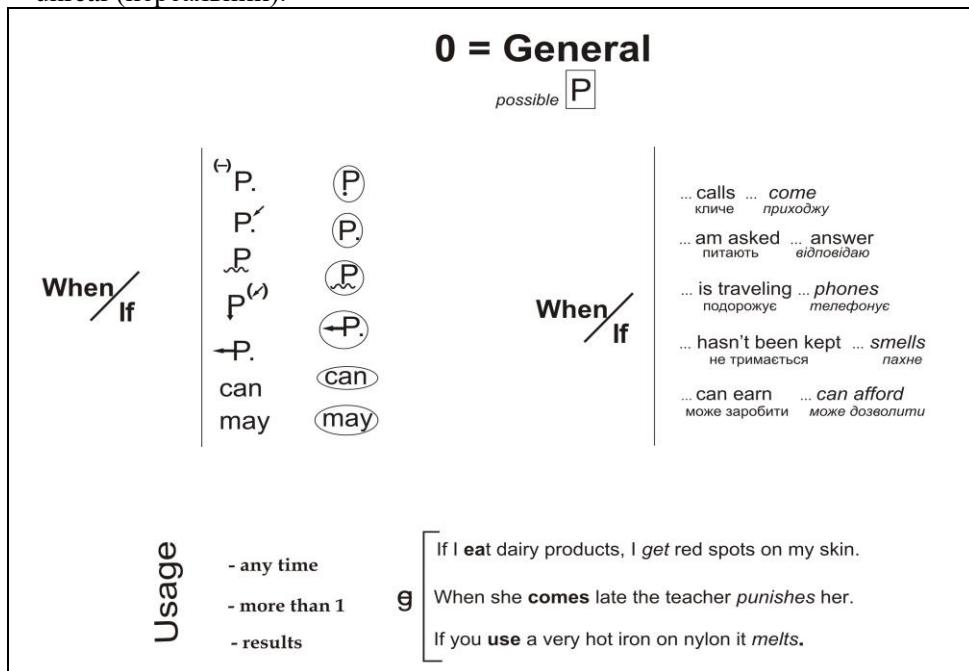 0 = General
possible P
When/If
(–) P.
P.
P
P
P.
can
may
P
P.
P
P.
can
may
When/If
... calls ... come
кличе приходжу
... am asked ... answer
питають відповідаю
... is traveling ... phones
подорожує телефонує
... hasn't been kept ... smells
не тримається пахне
... can earn ... can afford
може заробити може дозволити
Usage
- any time
- more than 1
- results
If I eat dairy products, I get red spots on my skin.
When she comes late the teacher punishes her.
If you use a very hot iron on nylon it melts.